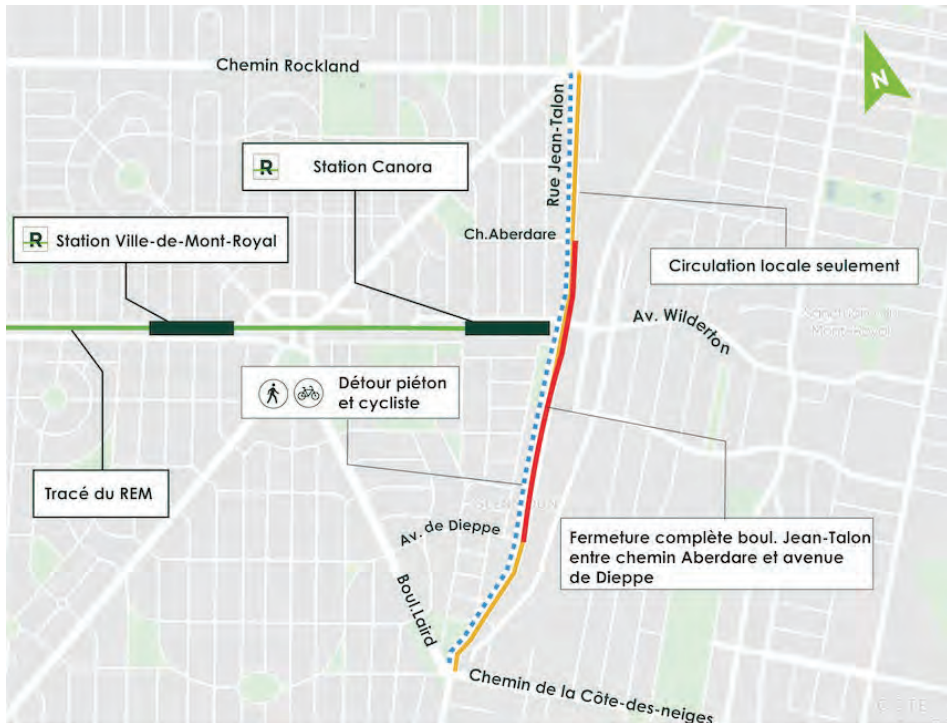 Chemin Rockland
N
Rue Jean-Talon
R Station Canora
Ch.Aberdare
R Station Ville-de-Mont-Royal
Circulation locale seulement
Av. Wilderton
Mont-Royal
Détour piéton
et cycliste
Tracé du REM
Av. de Dieppe
Fermeture complète boul. Jean-Talon
entre chemin Aberdare et avenue
de Dieppe
Boul.Laird
Chemin de la Côte-des-neiges